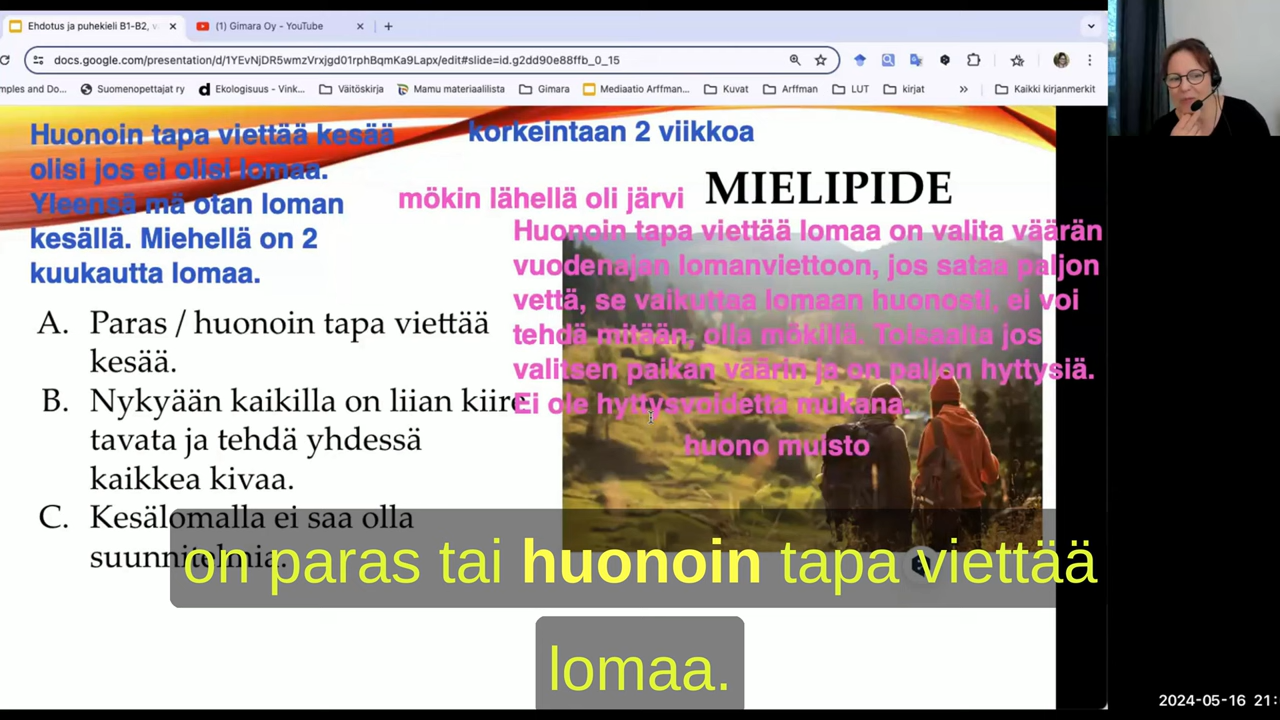 Ehdotus ja puhekieli B1-B2, v
(1) Gimara Oy - YouTube
docs.google.com/presentation/d/1YEvNjDR5wmzVrxjgd01rphBqmKa9Lapx/edit#slide=id.g2dd90e88ffb_0_15
mples and Do...
Suomenopettajat ry
Ekologisuus - Vink...
Väitöskirja
Mamu materiaalilista
Gimara
Mediaatio Arffman...
Kuvat
Arffman
LUT
kirjat
»
Kaikki kirjanmerkit
Huonoin tapa viettää kesää
olisi jos ei olisi lomaa.
Yleensä mä otan loman
kesällä. Miehellä on 2
kuukautta lomaa.
korkeintaan 2 viikkoa
mökin lähellä oli järvi
MIELIPIDE
Huonoin tapa viettää lomaa on valita väärän
vuodenajan lomanviettoon, jos sataa paljon
vettä, se vaikuttaa lomaan huonosti, ei voi
tehdä mitään, olla mökillä. Toisaalta jos
valitsen paikan väärin ja on paljon hyttysiä.
Ei ole hyttysvoidetta mukana.
huono muisto
A. Paras / huonoin tapa viettää
kesää.
B. Nykyään kaikilla on liian kiire
tavata ja tehdä yhdessä
kaikkea kivaa.
C. Kesälomalla ei saa olla
suunnitelmia.
on paras tai huonoin tapa viettää
lomaa.
2024-05-16 21: